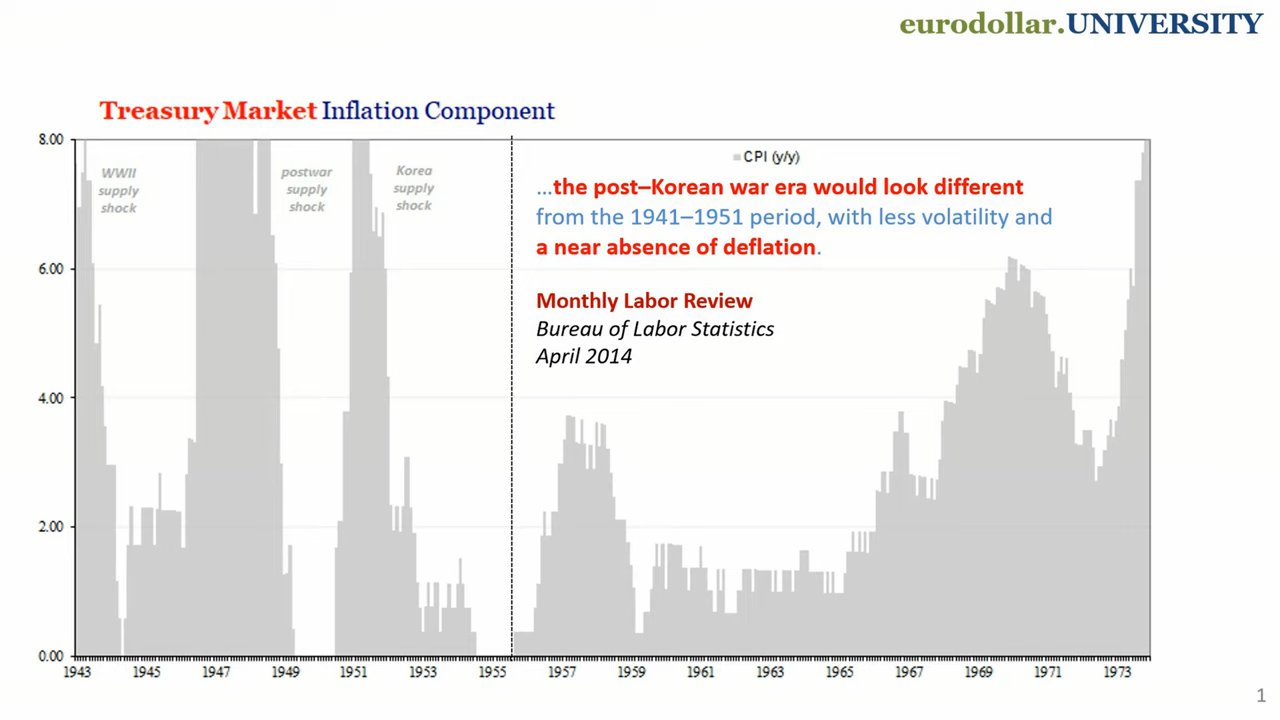 eurodollar.UNIVERSITY
Treasury Market Inflation Component
8.00
6.00
4.00
2.00
0.00
WWII
supply
shock
postwar
supply
shock
Korea
supply
shock
CPI (y/y)
…the post–Korean war era would look different
from the 1941–1951 period, with less volatility and
a near absence of deflation.
Monthly Labor Review
Bureau of Labor Statistics
April 2014
1943 1945 1947 1949 1951 1953 1955 1957 1959 1961 1963 1965 1967 1969 1971 1973
1